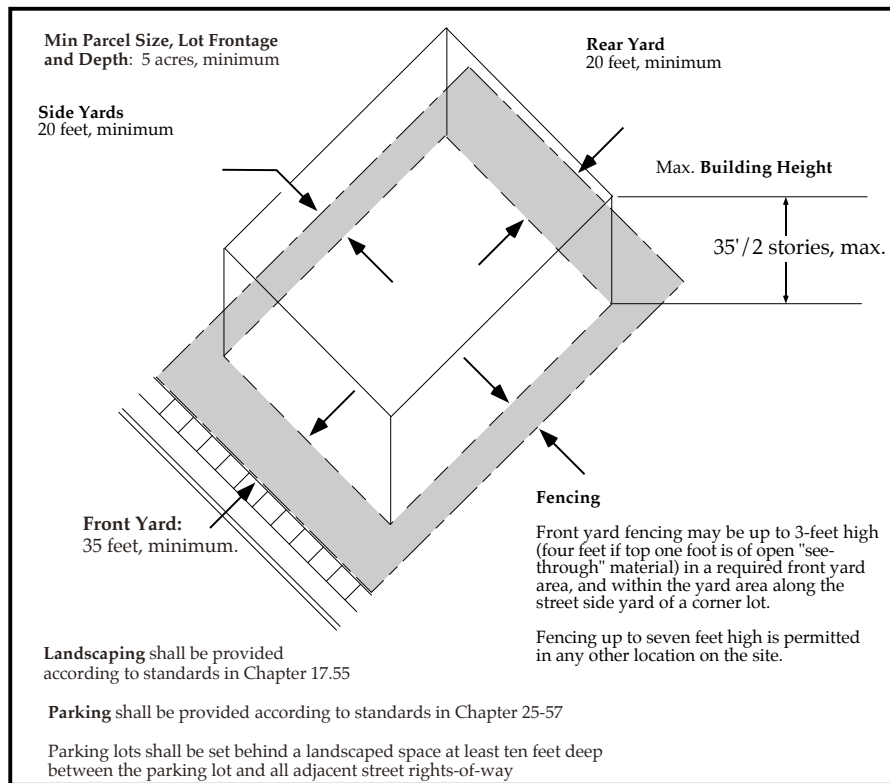 Min Parcel Size, Lot Frontage
and Depth: 5 acres, minimum
Rear Yard
20 feet, minimum
Side Yards
20 feet, minimum
Max. Building Height
35'/2 stories, max.
Front Yard:
35 feet, minimum.
Fencing
Front yard fencing may be up to 3-feet high
(four feet if top one foot is of open "see-
through" material) in a required front yard
area, and within the yard area along the
street side yard of a corner lot.
Fencing up to seven feet high is permitted
in any other location on the site.
Landscaping shall be provided
according to standards in Chapter 17.55
Parking shall be provided according to standards in Chapter 25-57
Parking lots shall be set behind a landscaped space at least ten feet deep
between the parking lot and all adjacent street rights-of-way